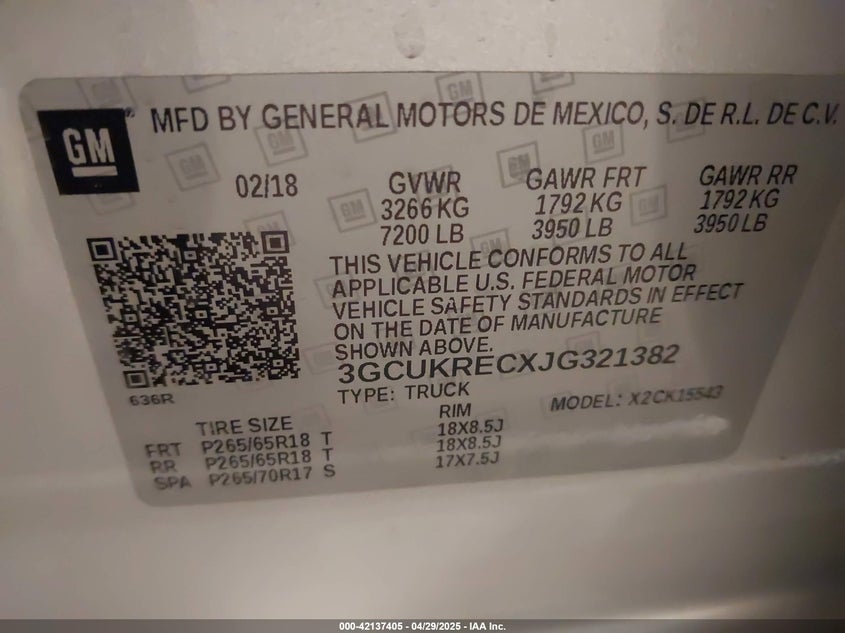 GM
MFD BY GENERAL MOTORS DE MEXICO, S. DE R.L. DE C.V.
02/18
GVWR
3266 KG
7200 LB
GAWR FRT
1792 KG
3950 LB
GAWR RR
1792 KG
3950 LB
THIS VEHICLE CONFORMS TO ALL
APPLICABLE U.S. FEDERAL MOTOR
VEHICLE SAFETY STANDARDS IN EFFECT
ON THE DATE OF MANUFACTURE
SHOWN ABOVE.
3GCUKRECXJG321382
TYPE: TRUCK
MODEL: X2CK15543
636R
TIRE SIZE RIM
FRT P265/65R18 T 18X8.5J
RR P265/65R18 T 18X8.5J
SPA P265/70R17 S 17X7.5J
000-42137405 - 04/29/2025 - IAA Inc.